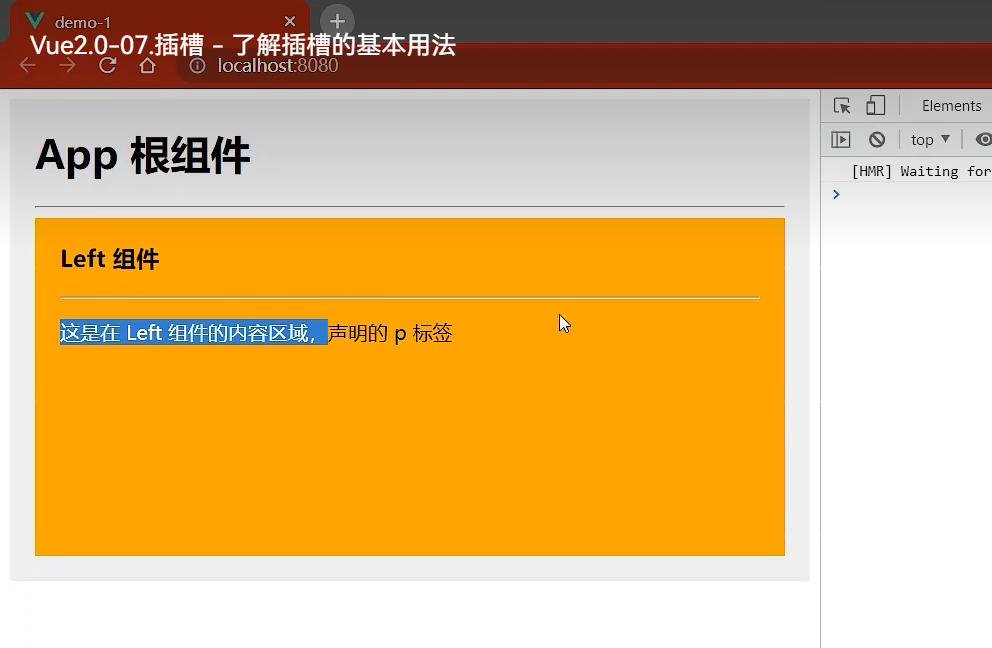 demo-1
Vue2.0-07.插槽 - 了解插槽的基本用法
localhost:8080
Elements
top
[HMR] Waiting for
App 根组件
Left 组件
这是在 Left 组件的内容区域，声明的 p 标签